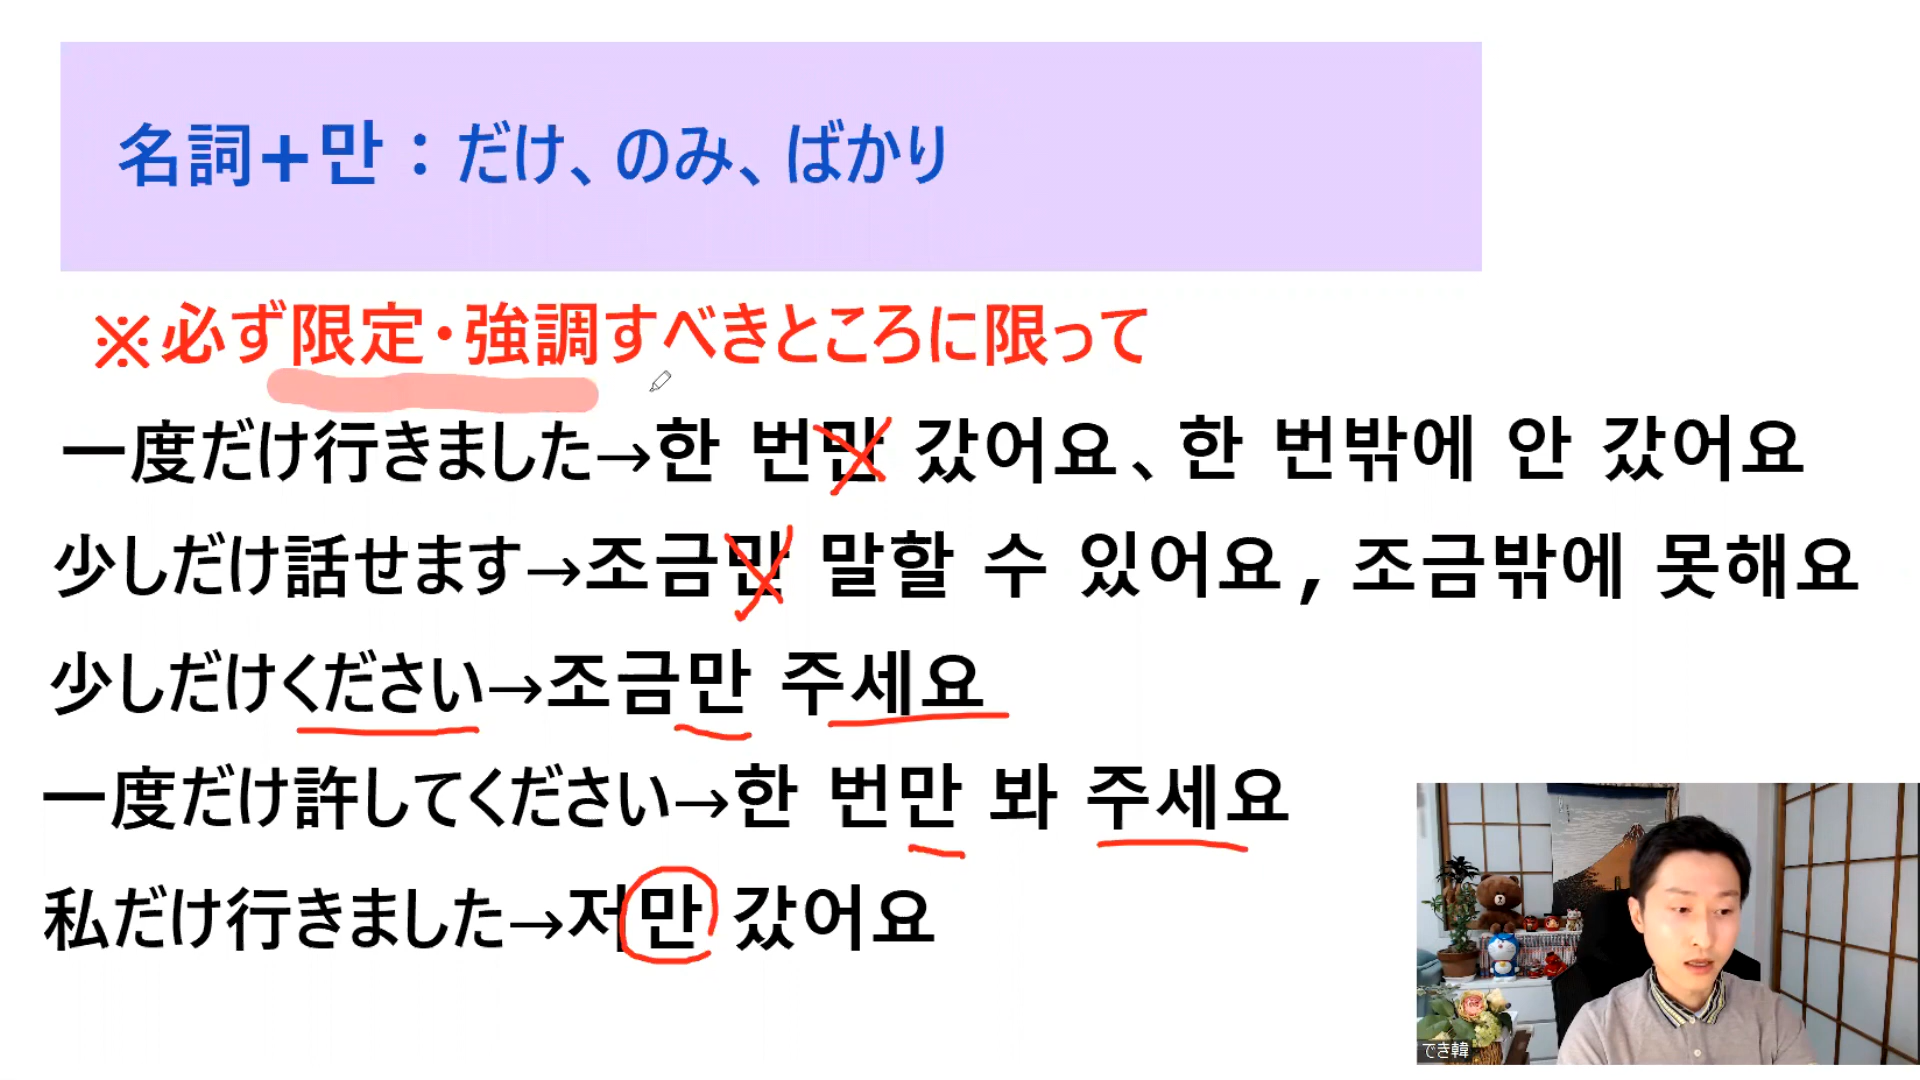 名詞+만：だけ、のみ、ばかり
※必ず限定・強調すべきところに限って
一度だけ行きました→한 번만 갔어요、한 번밖에 안 갔어요
少しだけ話せます→조금만 말할 수 있어요, 조금밖에 못해요
少しだけください→조금만 주세요
一度だけ許してください→한 번만 봐 주세요
私だけ行きました→저만 갔어요
でき韓